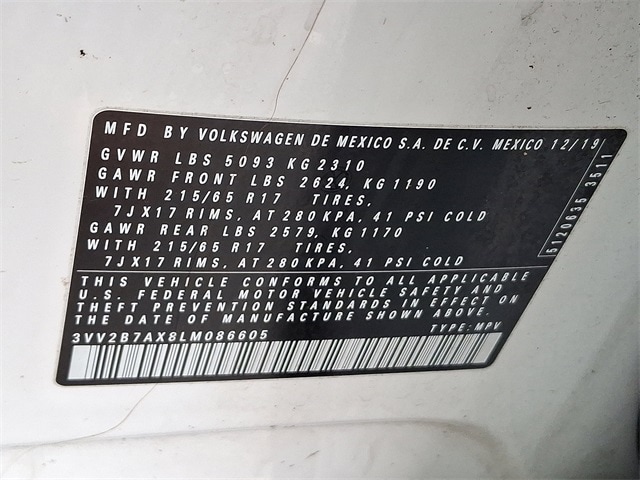 MFD BY VOLKSWAGEN DE MEXICO S.A. DE C.V. MEXICO 12/19
GVWR LBS 5093 KG 2310
GAWR FRONT LBS 2624, KG 1190
WITH 215/65 R17 TIRES,
7JX17 RIMS, AT 280 KPA, 41 PSI COLD
GAWR REAR LBS 2579, KG 1170
WITH 215/65 R17 TIRES,
7JX17 RIMS, AT 280 KPA, 41 PSI COLD
THIS VEHICLE CONFORMS TO ALL APPLICABLE
U.S. FEDERAL MOTOR VEHICLE SAFETY AND
THEFT PREVENTION STANDARDS IN EFFECT ON
THE DATE OF MANUFACTURE SHOWN ABOVE.
3VV2B7AX8LM086605 TYPE: MPV
5120635 3511